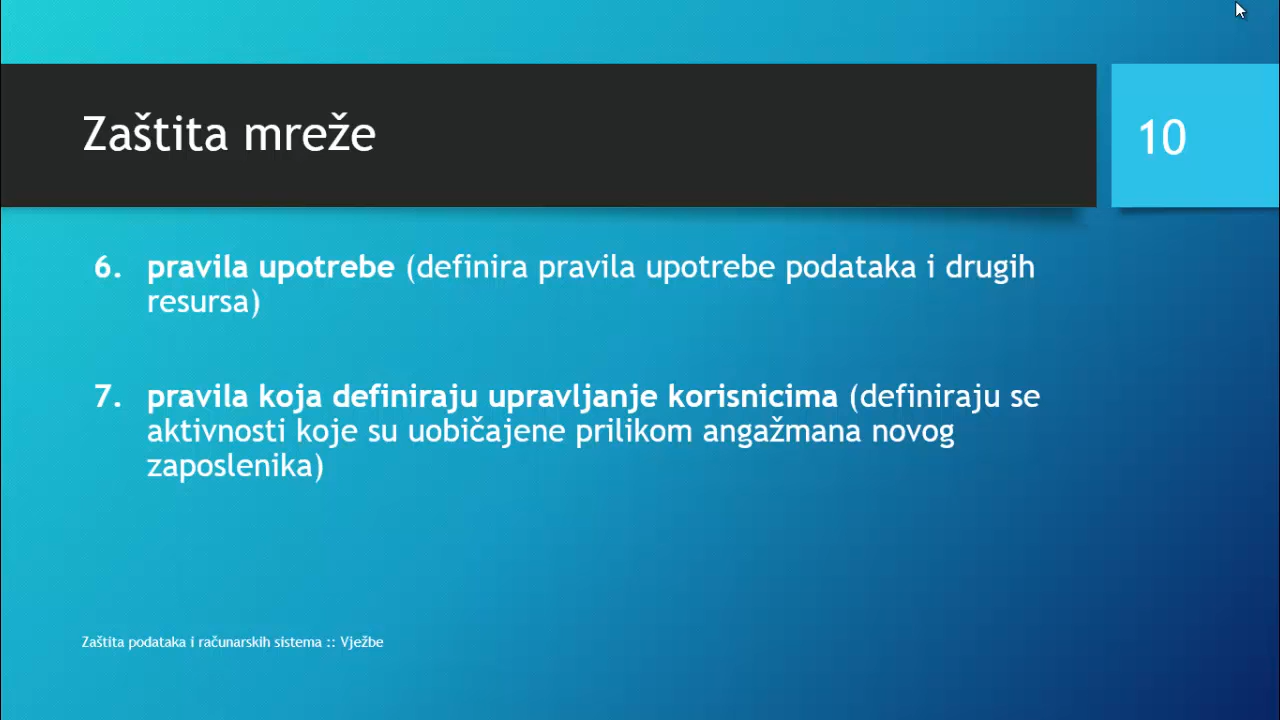 Zaštita mreže
10
6. pravila upotrebe (definira pravila upotrebe podataka i drugih
resursa)
7. pravila koja definiraju upravljanje korisnicima (definiraju se
aktivnosti koje su uobičajene prilikom angažmana novog
zaposlenika)
Zaštita podataka i računarskih sistema :: Vježbe